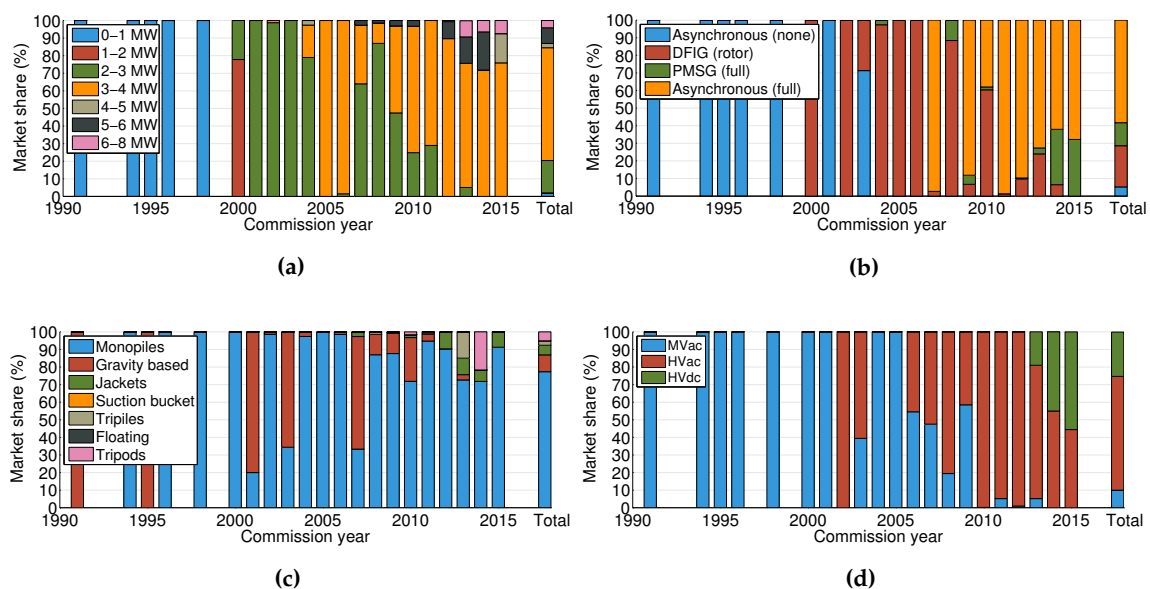 Market share (%)
100
90
80
70
60
50
40
30
20
10
0
0−1 MW
1−2 MW
2−3 MW
3−4 MW
4−5 MW
5−6 MW
6−8 MW
1990 1995 2000 2005 2010 2015 Total
Commission year
(a)
Market share (%)
100
90
80
70
60
50
40
30
20
10
0
Asynchronous (none)
DFIG (rotor)
PMSG (full)
Asynchronous (full)
1990 1995 2000 2005 2010 2015 Total
Commission year
(b)
Market share (%)
100
90
80
70
60
50
40
30
20
10
0
Monopiles
Gravity based
Jackets
Suction bucket
Tripiles
Floating
Tripods
1990 1995 2000 2005 2010 2015 Total
Commission year
(c)
Market share (%)
100
90
80
70
60
50
40
30
20
10
0
MVac
HVac
HVdc
1990 1995 2000 2005 2010 2015 Total
Commission year
(d)